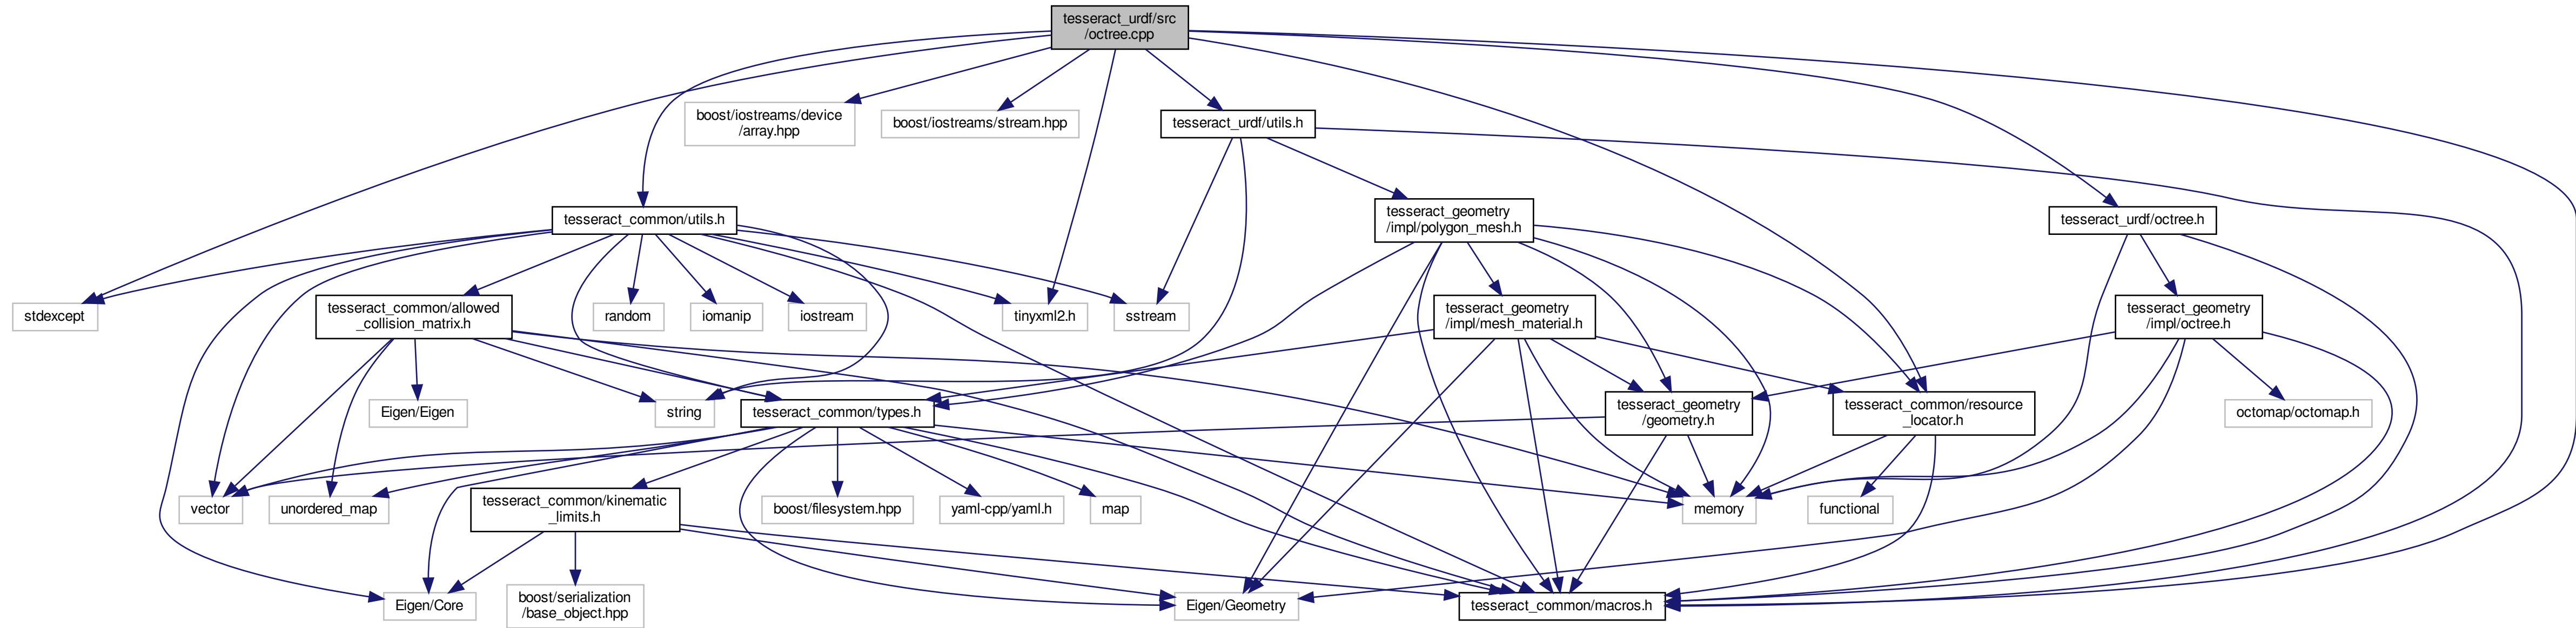 tesseract_urdf/src
/octree.cpp
boost/iostreams/device
/array.hpp
boost/iostreams/stream.hpp
tesseract_urdf/utils.h
tesseract_common/utils.h
tesseract_geometry
/impl/polygon_mesh.h
tesseract_urdf/octree.h
stdexcept
tesseract_common/allowed
_collision_matrix.h
random
iomanip
iostream
tinyxml2.h
sstream
tesseract_geometry
/impl/mesh_material.h
tesseract_geometry
/impl/octree.h
Eigen/Eigen
string
tesseract_common/types.h
tesseract_geometry
/geometry.h
tesseract_common/resource
_locator.h
octomap/octomap.h
vector
unordered_map
tesseract_common/kinematic
_limits.h
boost/filesystem.hpp
yaml-cpp/yaml.h
map
memory
functional
Eigen/Core
boost/serialization
/base_object.hpp
Eigen/Geometry
tesseract_common/macros.h